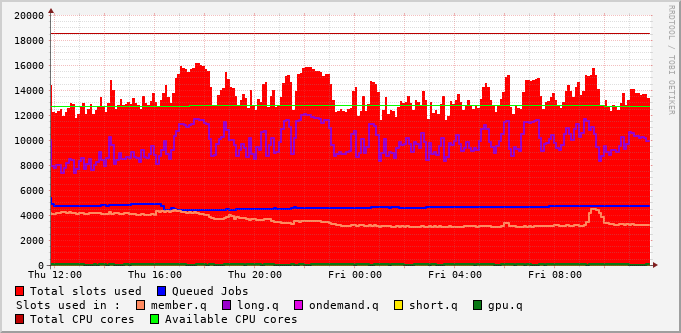 RRDTOOL / TOBI OETIKER
20000
18000
16000
14000
12000
10000
8000
6000
4000
2000
0
Thu 12:00 Thu 16:00 Thu 20:00 Fri 00:00 Fri 04:00 Fri 08:00
Total slots used Queued Jobs
Slots used in : member.q long.q ondemand.q short.q gpu.q
Total CPU cores Available CPU cores